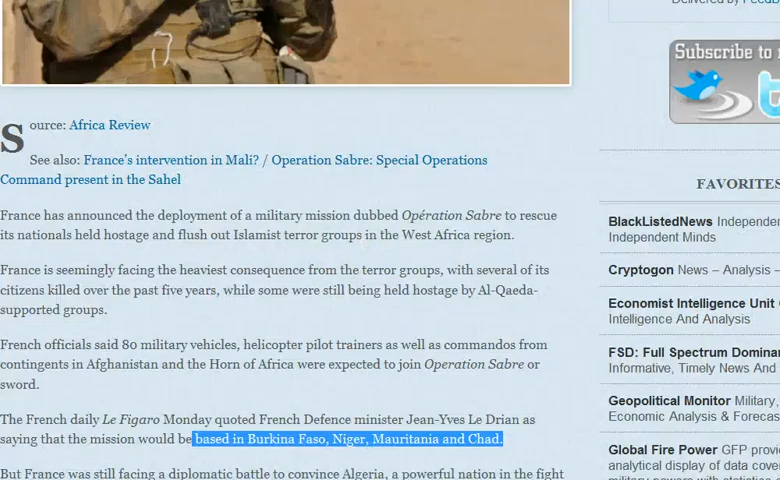 Delivered by FeedB
Subscribe to
Source: Africa Review
See also: France's intervention in Mali? / Operation Sabre: Special Operations
Command present in the Sahel
France has announced the deployment of a military mission dubbed Opération Sabre to rescue
its nationals held hostage and flush out Islamist terror groups in the West Africa region.
France is seemingly facing the heaviest consequence from the terror groups, with several of its
citizens killed over the past five years, while some were still being held hostage by Al-Qaeda-
supported groups.
French officials said 80 military vehicles, helicopter pilot trainers as well as commandos from
contingents in Afghanistan and the Horn of Africa were expected to join Operation Sabre or
sword.
The French daily Le Figaro Monday quoted French Defence minister Jean-Yves Le Drian as
saying that the mission would be based in Burkina Faso, Niger, Mauritania and Chad.
But France was still facing a diplomatic battle to convince Algeria, a powerful nation in the fight
FAVORITES
BlackListedNews Independen
Independent Minds
Cryptogon News – Analysis –
Economist Intelligence Unit
Intelligence And Analysis
FSD: Full Spectrum Dominan
Informative, Timely News And
Geopolitical Monitor Military,
Economic Analysis & Forecas
Global Fire Power GFP provi
analytical display of data cover